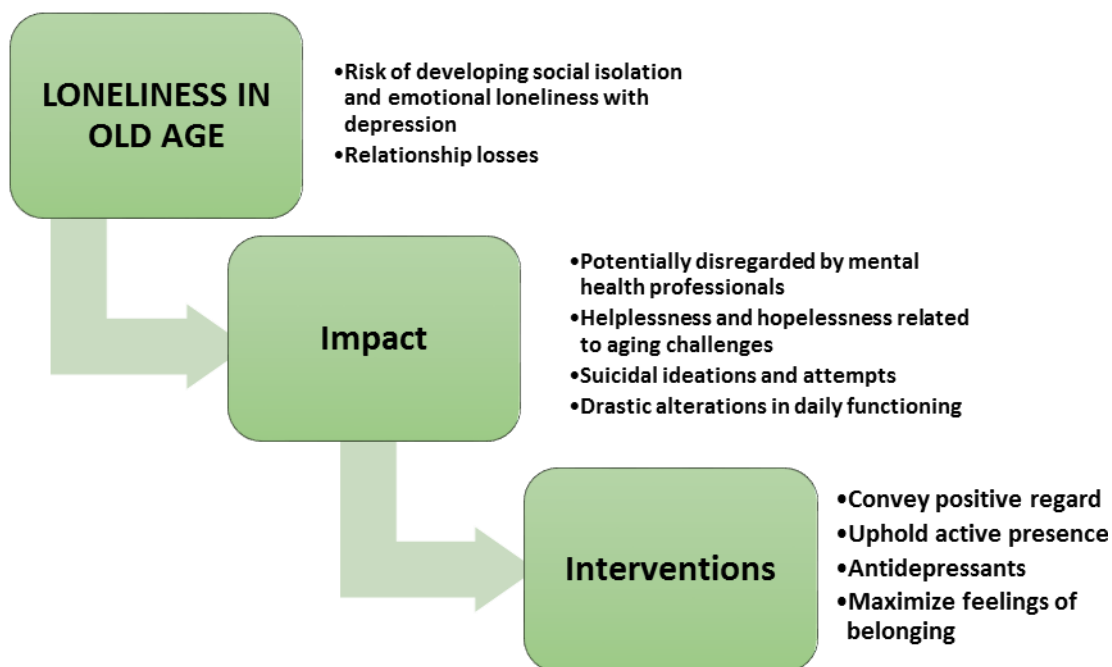 LONELINESS IN
OLD AGE
•Risk of developing social isolation
and emotional loneliness with
depression
•Relationship losses
Impact
•Potentially disregarded by mental
health professionals
•Helplessness and hopelessness related
to aging challenges
•Suicidal ideations and attempts
•Drastic alterations in daily functioning
Interventions
•Convey positive regard
•Uphold active presence
•Antidepressants
•Maximize feelings of
belonging